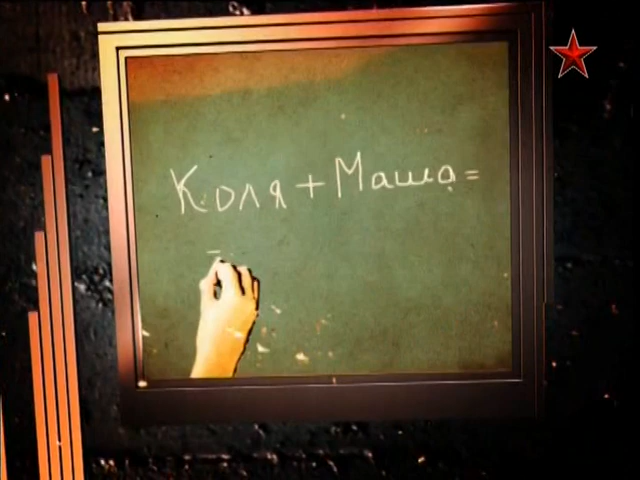 Коля + Маша =